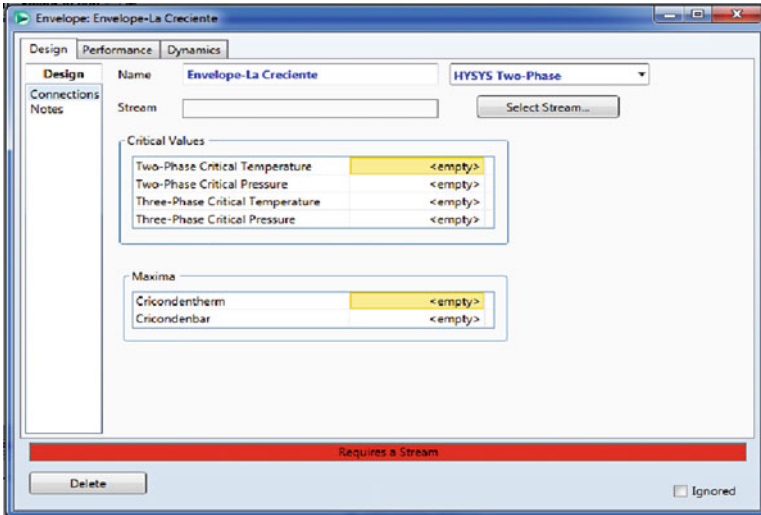 Envelope: Envelope-La Creciente
Design Performance Dynamics
Design
Connections
Notes
Name Envelope-La Creciente HYSYS Two-Phase
Stream Select Stream...
Critical Values
Two-Phase Critical Temperature <empty>
Two-Phase Critical Pressure <empty>
Three-Phase Critical Temperature <empty>
Three-Phase Critical Pressure <empty>
Maxima
Cricondentherm <empty>
Cricondenbar <empty>
Requires a Stream
Delete
Ignored